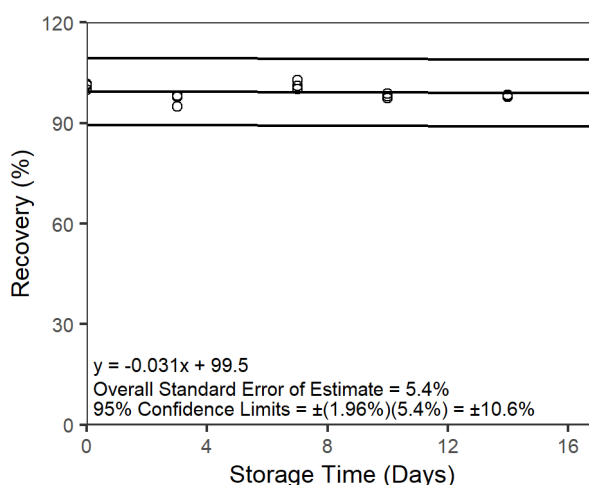 120
90
60
30
0
Recovery (%)
y = -0.031x + 99.5
Overall Standard Error of Estimate = 5.4%
95% Confidence Limits = ±(1.96%)(5.4%) = ±10.6%
0 4 8 12 16
Storage Time (Days)